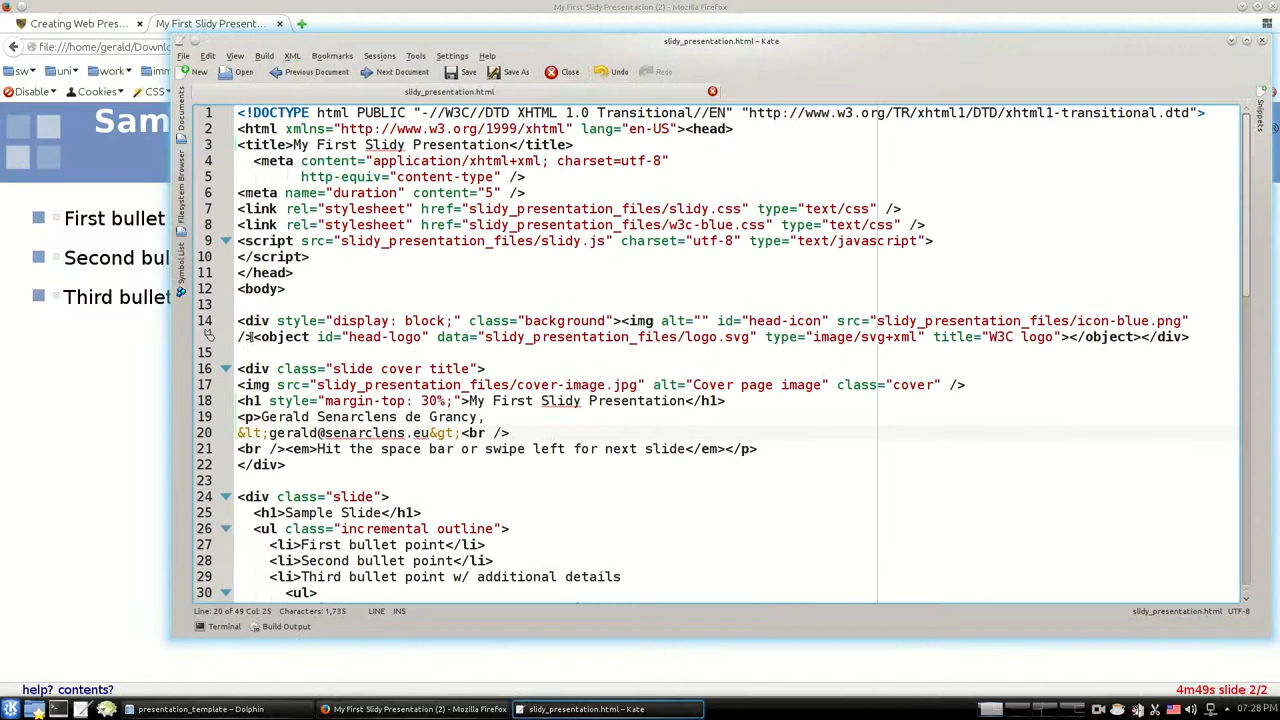 My First Slidy Presentation (2) - Mozilla Firefox
Creating Web Pres...
My First Slidy Present...
file:///home/gerald/Downlo
sw
uni
work
imm
Disable
Cookies
CSS
Sam
First bullet
Second bul
Third bullet
slidy_presentation.html – Kate
File Edit View Build XML Bookmarks Sessions Tools Settings Help
New Open Previous Document Next Document Save Save As Close Undo Redo
slidy_presentation.html
Documents
Filesystem Browser
Symbol List
Snippets
1 <!DOCTYPE html PUBLIC "-//W3C//DTD XHTML 1.0 Transitional//EN" "http://www.w3.org/TR/xhtml1/DTD/xhtml1-transitional.dtd">
2 <html xmlns="http://www.w3.org/1999/xhtml" lang="en-US"><head>
3 <title>My First Slidy Presentation</title>
4 <meta content="application/xhtml+xml; charset=utf-8"
5 http-equiv="content-type" />
6 <meta name="duration" content="5" />
7 <link rel="stylesheet" href="slidy_presentation_files/slidy.css" type="text/css" />
8 <link rel="stylesheet" href="slidy_presentation_files/w3c-blue.css" type="text/css" />
9 <script src="slidy_presentation_files/slidy.js" charset="utf-8" type="text/javascript">
10 </script>
11 </head>
12 <body>
13
14 <div style="display: block;" class="background"><img alt="" id="head-icon" src="slidy_presentation_files/icon-blue.png"
/><object id="head-logo" data="slidy_presentation_files/logo.svg" type="image/svg+xml" title="W3C logo"></object></div>
15
16 <div class="slide cover title">
17 <img src="slidy_presentation_files/cover-image.jpg" alt="Cover page image" class="cover" />
18 <h1 style="margin-top: 30%;">My First Slidy Presentation</h1>
19 <p>Gerald Senarclens de Grancy,
20 &lt;gerald@senarclens.eu&gt;<br />
21 <br /><em>Hit the space bar or swipe left for next slide</em></p>
22 </div>
23
24 <div class="slide">
25 <h1>Sample Slide</h1>
26 <ul class="incremental outline">
27 <li>First bullet point</li>
28 <li>Second bullet point</li>
29 <li>Third bullet point w/ additional details
30 <ul>
Line: 20 of 49 Col: 25 Characters: 1,735 LINE INS slidy_presentation.html UTF-8
Terminal Build Output
help? contents? 4m49s slide 2/2
presentation_template – Dolphin
My First Slidy Presentation (2) - Mozilla Firefox
slidy_presentation.html – Kate
07:28 PM